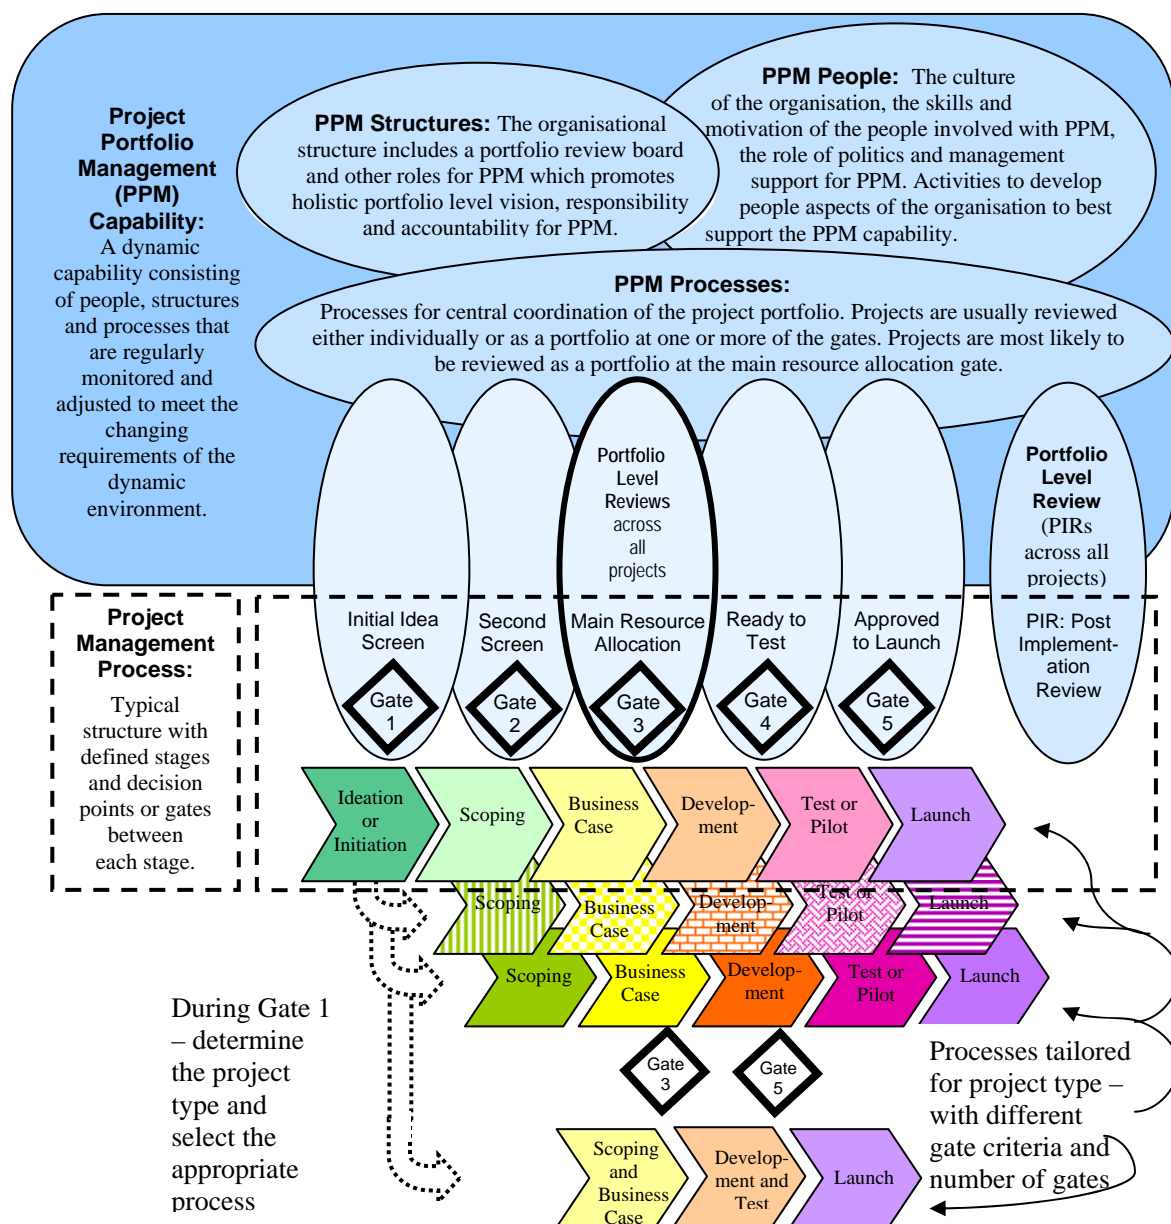 Project
Portfolio
Management
(PPM)
Capability:
A dynamic
capability consisting
of people, structures
and processes that
are regularly
monitored and
adjusted to meet the
changing
requirements of the
dynamic
environment.
PPM Structures: The organisational
structure includes a portfolio review board
and other roles for PPM which promotes
holistic portfolio level vision, responsibility
and accountability for PPM.
PPM People: The culture
of the organisation, the skills and
motivation of the people involved with PPM,
the role of politics and management
support for PPM. Activities to develop
people aspects of the organisation to best
support the PPM capability.
PPM Processes:
Processes for central coordination of the project portfolio. Projects are usually reviewed
either individually or as a portfolio at one or more of the gates. Projects are most likely to
be reviewed as a portfolio at the main resource allocation gate.
Portfolio
Level
Reviews
across
all
projects
Portfolio
Level
Review
(PIRs
across all
projects)
Project
Management
Process:
Typical
structure with
defined stages
and decision
points or gates
between
each stage.
Initial Idea
Screen
Second
Screen
Main Resource
Allocation
Ready to
Test
Approved
to Launch
PIR: Post
Implement-
ation
Review
Gate
1
Gate
2
Gate
3
Gate
4
Gate
5
Ideation
or
Initiation
Scoping
Business
Case
Develop-
ment
Test or
Pilot
Launch
Scoping
Business
Case
Develop-
ment
Test or
Pilot
Launch
Scoping
Business
Case
Develop-
ment
Test or
Pilot
Launch
During Gate 1
– determine
the project
type and
select the
appropriate
process
Gate
3
Gate
5
Processes tailored
for project type –
with different
gate criteria and
number of gates
Scoping
and
Business
Case
Develop-
ment and
Test
Launch